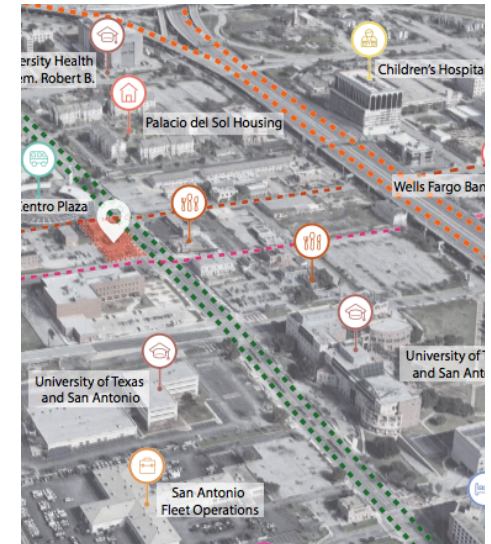 ersity Health
em. Robert B.
Children's Hospital
Palacio del Sol Housing
Wells Fargo Ban
entro Plaza
University of Texas
and San Antonio
University of T
and San Ant
San Antonio
Fleet Operations